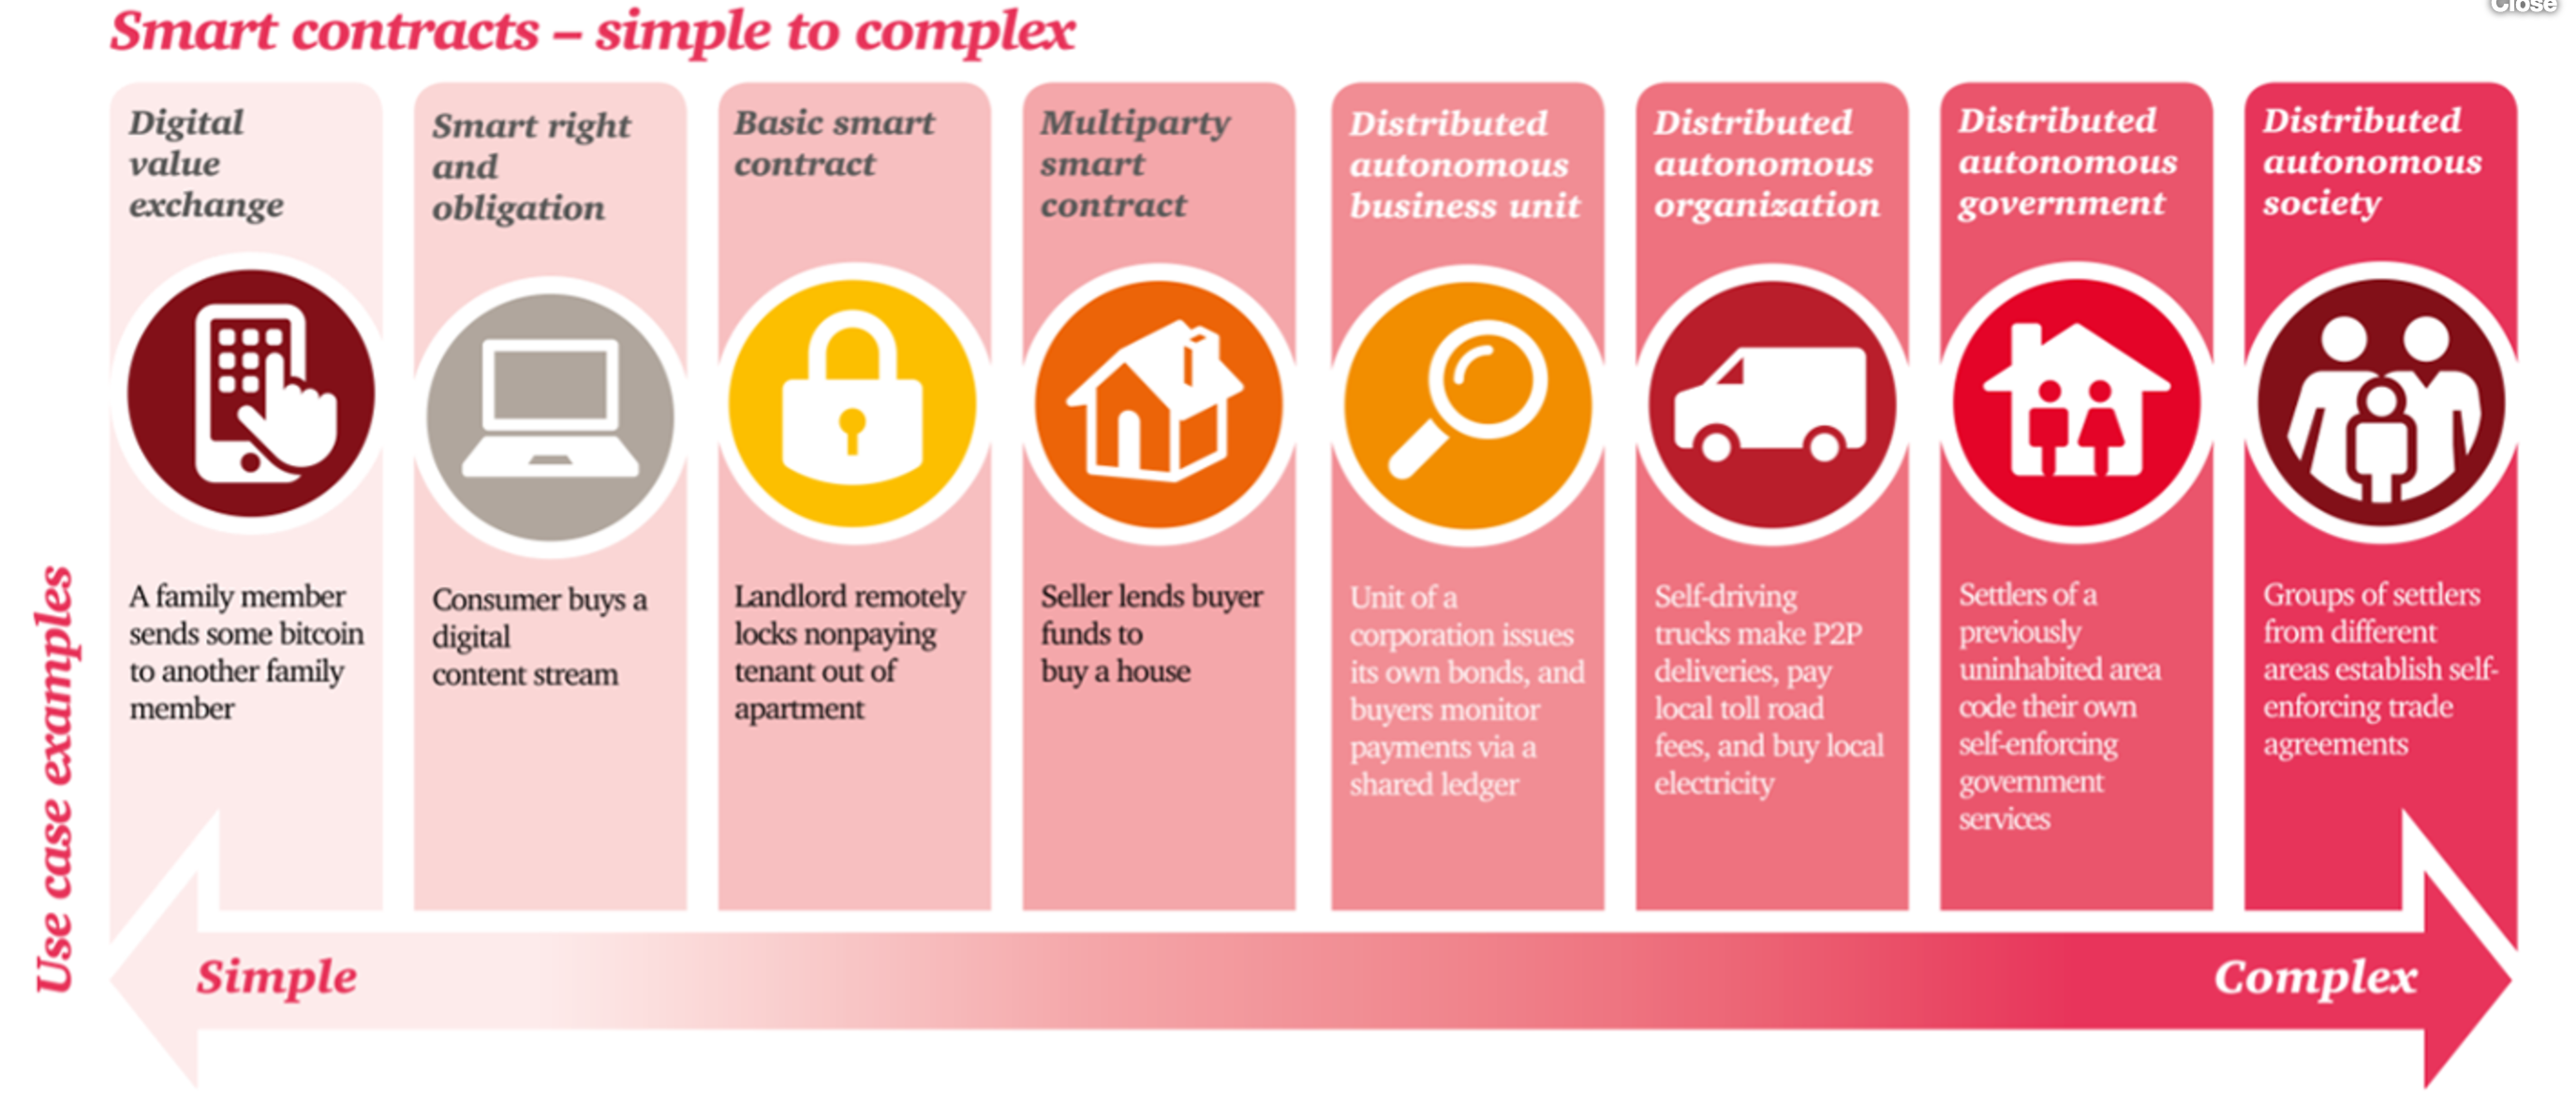 Close
Smart contracts – simple to complex
Digital
value
exchange
A family member
sends some bitcoin
to another family
member
Smart right
and
obligation
Consumer buys a
digital
content stream
Basic smart
contract
Landlord remotely
locks nonpaying
tenant out of
apartment
Multiparty
smart
contract
Seller lends buyer
funds to
buy a house
Distributed
autonomous
business unit
Unit of a
corporation issues
its own bonds, and
buyers monitor
payments via a
shared ledger
Distributed
autonomous
organization
Self-driving
trucks make P2P
deliveries, pay
local toll road
fees, and buy local
electricity
Distributed
autonomous
government
Settlers of a
previously
uninhabited area
code their own
self-enforcing
government
services
Distributed
autonomous
society
Groups of settlers
from different
areas establish self-
enforcing trade
agreements
Use case examples
Simple
Complex